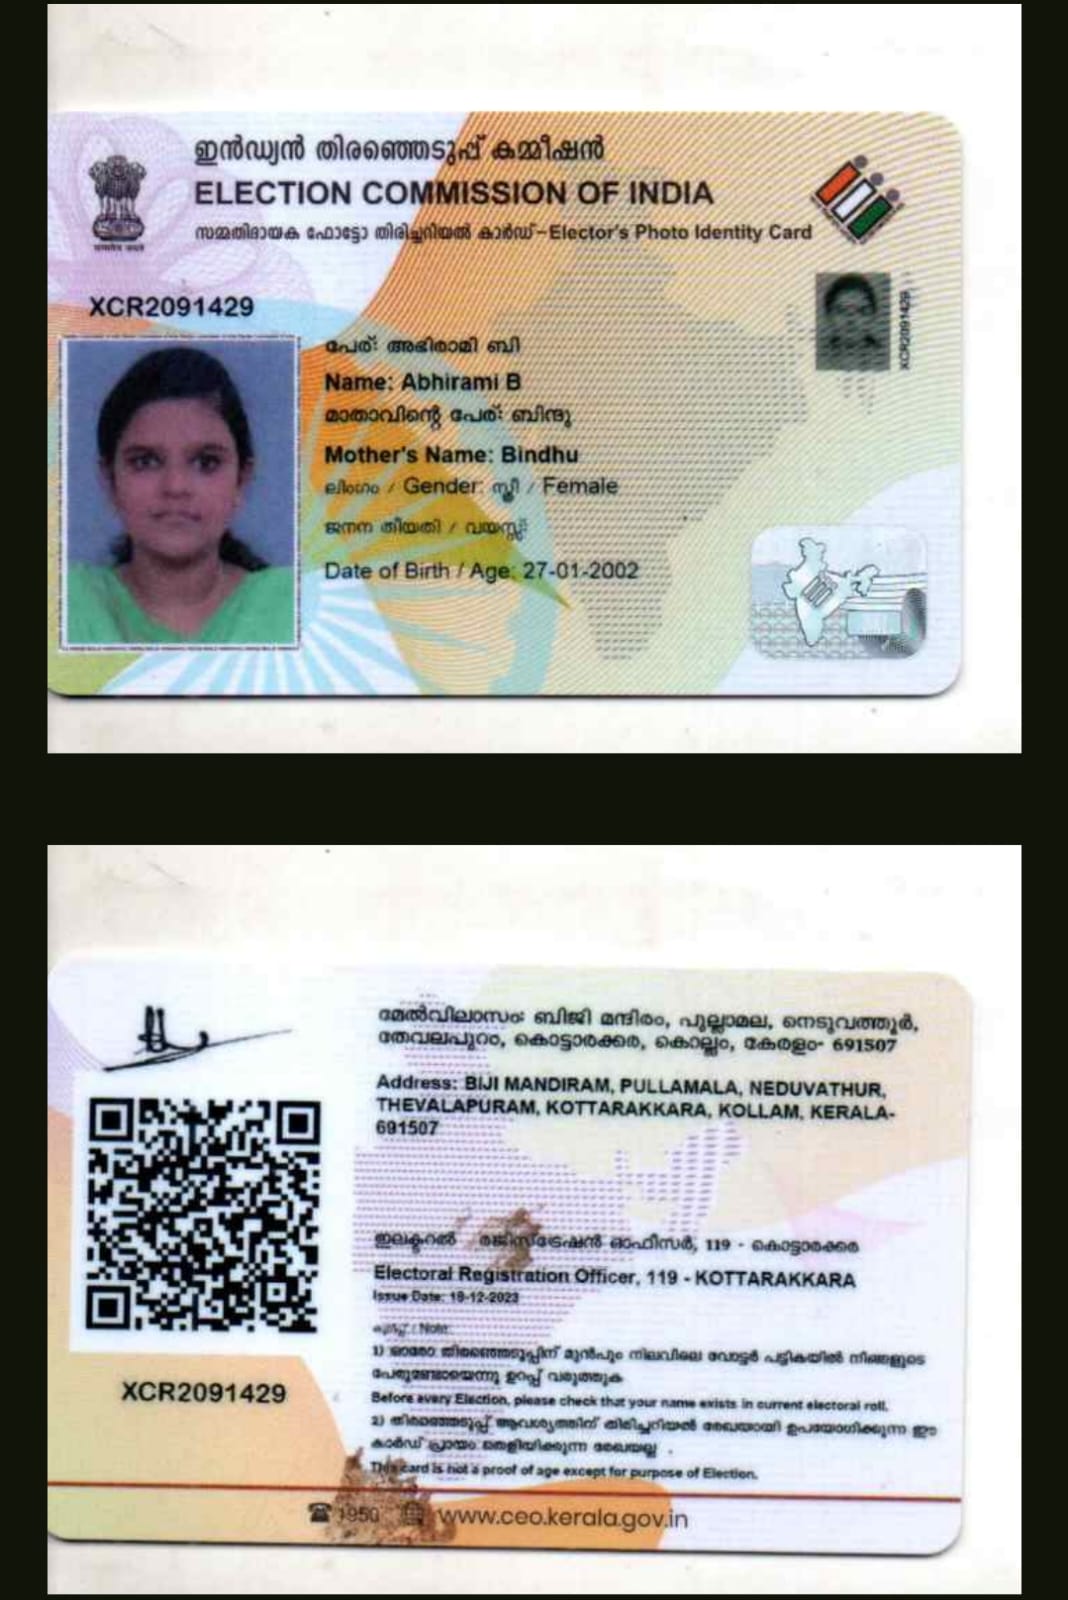 ഇൻഡ്യൻ തിരഞ്ഞെടുപ്പ് കമ്മീഷൻ
ELECTION COMMISSION OF INDIA
സമ്മതിദായക ഫോട്ടോ തിരിച്ചറിയൽ കാർഡ്-Elector's Photo Identity Card
XCR2091429
XCR2091429
പേര്: അഭിരാമി ബി
Name: Abhirami B
മാതാവിന്റെ പേര്: ബിന്ദു
Mother's Name: Bindhu
ലിംഗം / Gender: സ്ത്രീ / Female
ജനന തീയതി / വയസ്സ്:
Date of Birth / Age: 27-01-2002
മേൽവിലാസം: ബിജി മന്ദിരം, പുല്ലാമല, നെടുവത്തൂർ,
തേവലപുറം, കൊട്ടാരക്കര, കൊല്ലം, കേരളം- 691507
Address: BIJI MANDIRAM, PULLAMALA, NEDUVATHUR,
THEVALAPURAM, KOTTARAKKARA, KOLLAM, KERALA-
691507
ഇലക്ടറൽ രജിസ്ട്രേഷൻ ഓഫീസർ, 119 - കൊട്ടാരക്കര
Electoral Registration Officer, 119 - KOTTARAKKARA
Issue Date: 18-12-2023
കുറിപ്പ് / Note:
1) ഓരോ തിരഞ്ഞെടുപ്പിന് മുൻപും നിലവിലെ വോട്ടർ പട്ടികയിൽ നിങ്ങളുടെ
പേരുണ്ടോയെന്നു ഉറപ്പ് വരുത്തുക
Before every Election, please check that your name exists in current electoral roll.
2) തിരഞ്ഞെടുപ്പ് ആവശ്യത്തിന് തിരിച്ചറിയൽ രേഖയായി ഉപയോഗിക്കുന്ന ഈ
കാർഡ് പ്രായം തെളിയിക്കുന്ന രേഖയല്ല .
This card is not a proof of age except for purpose of Election.
XCR2091429
1950 www.ceo.kerala.gov.in